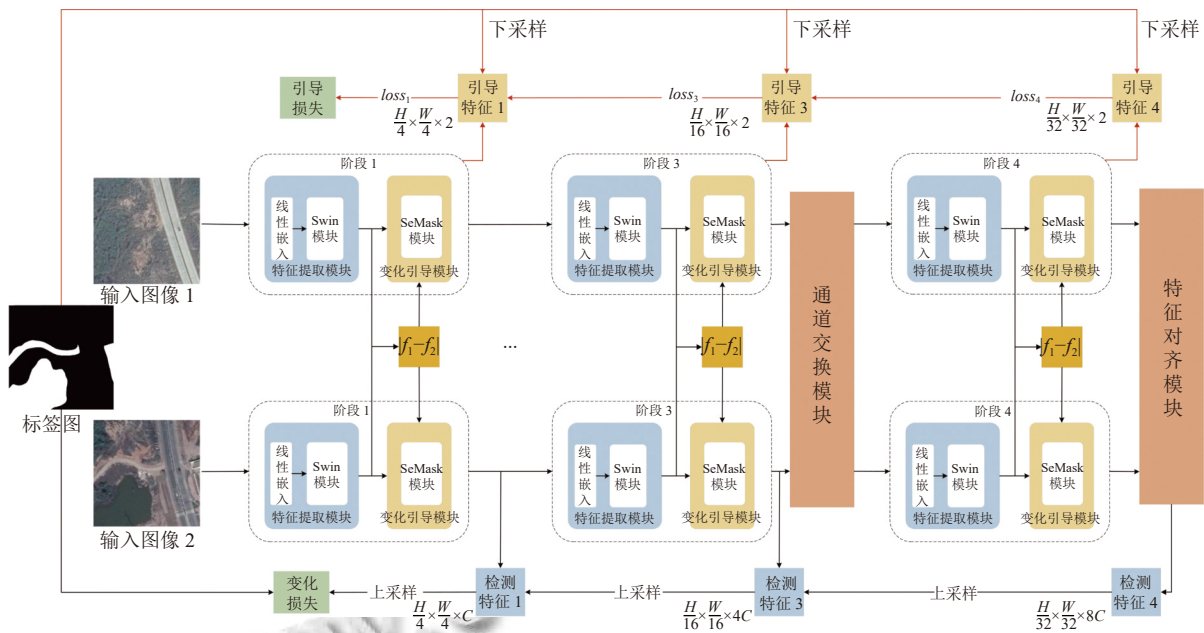 下采样
下采样
下采样
引导
损失
loss₁
引导
特征 1
loss₃
引导
特征 3
loss₄
引导
特征 4
H/4×W/4×2
H/16×W/16×2
H/32×W/32×2
阶段 1
线性嵌入
Swin
模块
特征提取模块
SeMask
模块
变化引导模块
阶段 3
线性嵌入
Swin
模块
特征提取模块
SeMask
模块
变化引导模块
阶段 4
线性嵌入
Swin
模块
特征提取模块
SeMask
模块
变化引导模块
输入图像 1
通道交换模块
特征对齐模块
|f₁−f₂|
...
|f₁−f₂|
|f₁−f₂|
标签图
阶段 1
线性嵌入
Swin
模块
特征提取模块
SeMask
模块
变化引导模块
阶段 3
线性嵌入
Swin
模块
特征提取模块
SeMask
模块
变化引导模块
阶段 4
线性嵌入
Swin
模块
特征提取模块
SeMask
模块
变化引导模块
输入图像 2
变化
损失
上采样
检测
特征 1
上采样
检测
特征 3
上采样
检测
特征 4
H/4×W/4×C
H/16×W/16×4C
H/32×W/32×8C